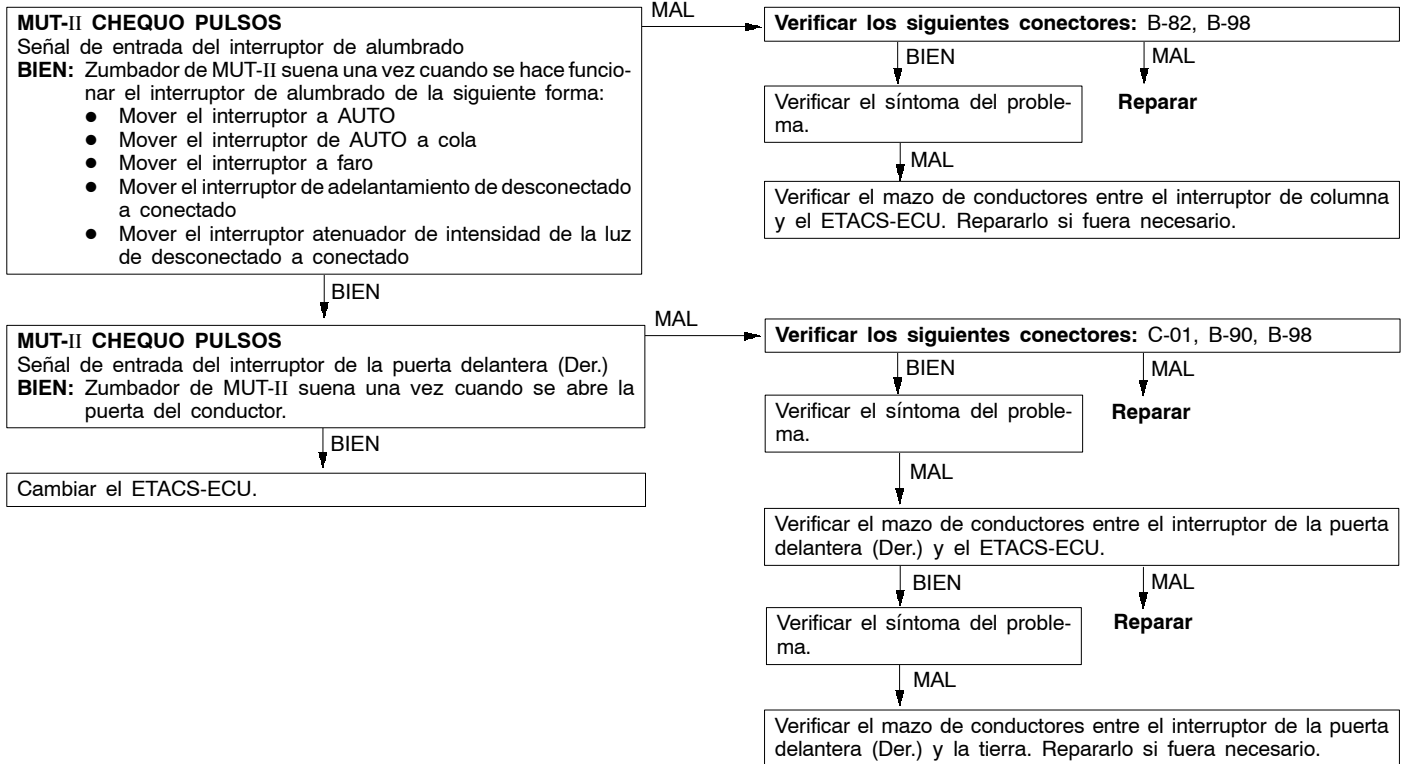 MUT-II CHEQUO PULSOS
Señal de entrada del interruptor de alumbrado
BIEN: Zumbador de MUT-II suena una vez cuando se hace funcio-
nar el interruptor de alumbrado de la siguiente forma:
● Mover el interruptor a AUTO
● Mover el interruptor de AUTO a cola
● Mover el interruptor a faro
● Mover el interruptor de adelantamiento de desconectado
a conectado
● Mover el interruptor atenuador de intensidad de la luz
de desconectado a conectado
MAL
Verificar los siguientes conectores: B-82, B-98
BIEN
MAL
Verificar el síntoma del proble-
ma.
Reparar
MAL
Verificar el mazo de conductores entre el interruptor de columna
y el ETACS-ECU. Repararlo si fuera necesario.
BIEN
MUT-II CHEQUO PULSOS
Señal de entrada del interruptor de la puerta delantera (Der.)
BIEN: Zumbador de MUT-II suena una vez cuando se abre la
puerta del conductor.
MAL
Verificar los siguientes conectores: C-01, B-90, B-98
BIEN
MAL
Verificar el síntoma del proble-
ma.
Reparar
BIEN
Cambiar el ETACS-ECU.
MAL
Verificar el mazo de conductores entre el interruptor de la puerta
delantera (Der.) y el ETACS-ECU.
BIEN
MAL
Verificar el síntoma del proble-
ma.
Reparar
MAL
Verificar el mazo de conductores entre el interruptor de la puerta
delantera (Der.) y la tierra. Repararlo si fuera necesario.